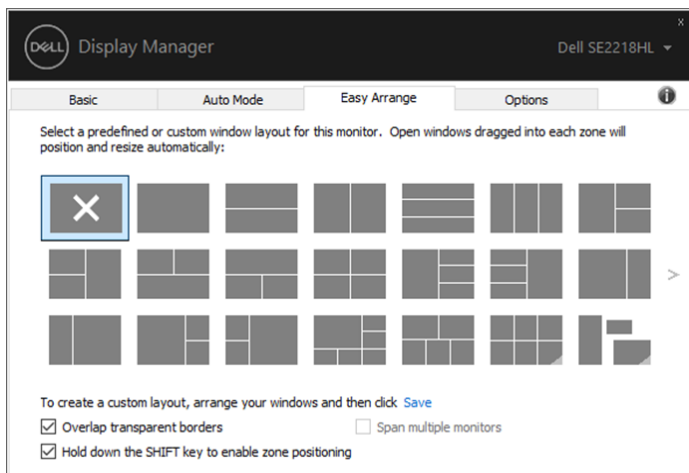 x
DELL Display Manager Dell SE2218HL
Basic Auto Mode Easy Arrange Options i
Select a predefined or custom window layout for this monitor. Open windows dragged into each zone will
position and resize automatically:
To create a custom layout, arrange your windows and then click Save
Overlap transparent borders Span multiple monitors
Hold down the SHIFT key to enable zone positioning